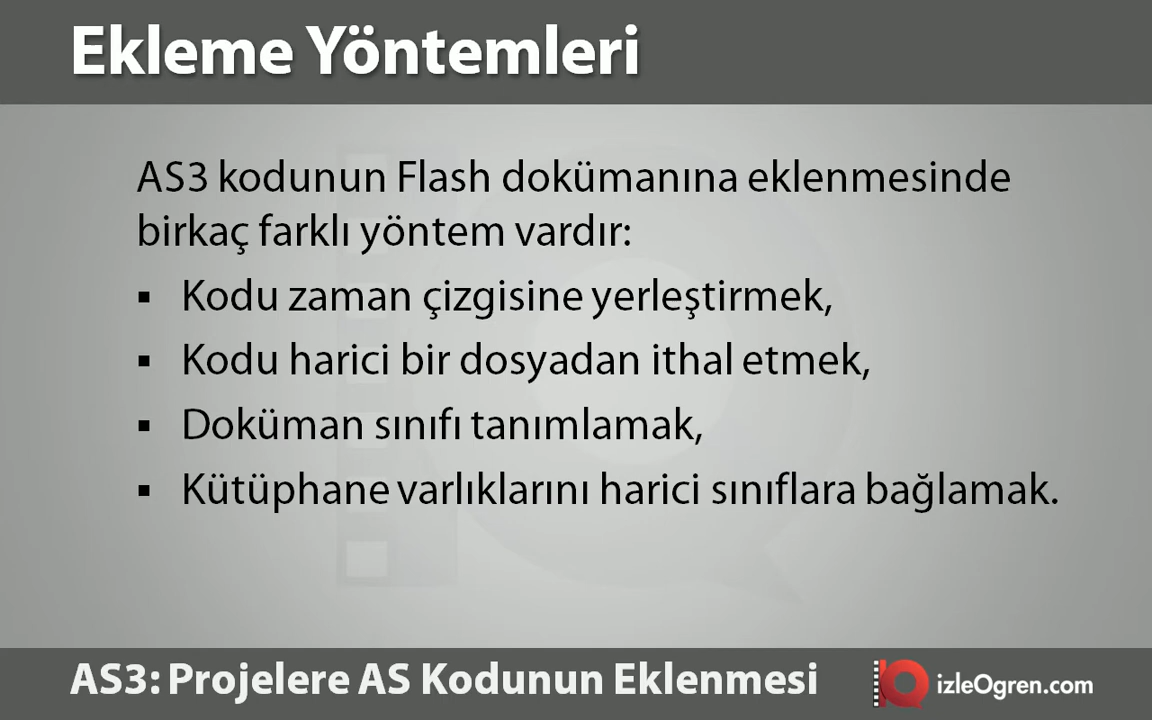 Ekleme Yöntemleri
AS3 kodunun Flash dokümanına eklenmesinde
birkaç farklı yöntem vardır:
▪ Kodu zaman çizgisine yerleştirmek,
▪ Kodu harici bir dosyadan ithal etmek,
▪ Doküman sınıfı tanımlamak,
▪ Kütüphane varlıklarını harici sınıflara bağlamak.
AS3: Projelere AS Kodunun Eklenmesi
izleOgren.com